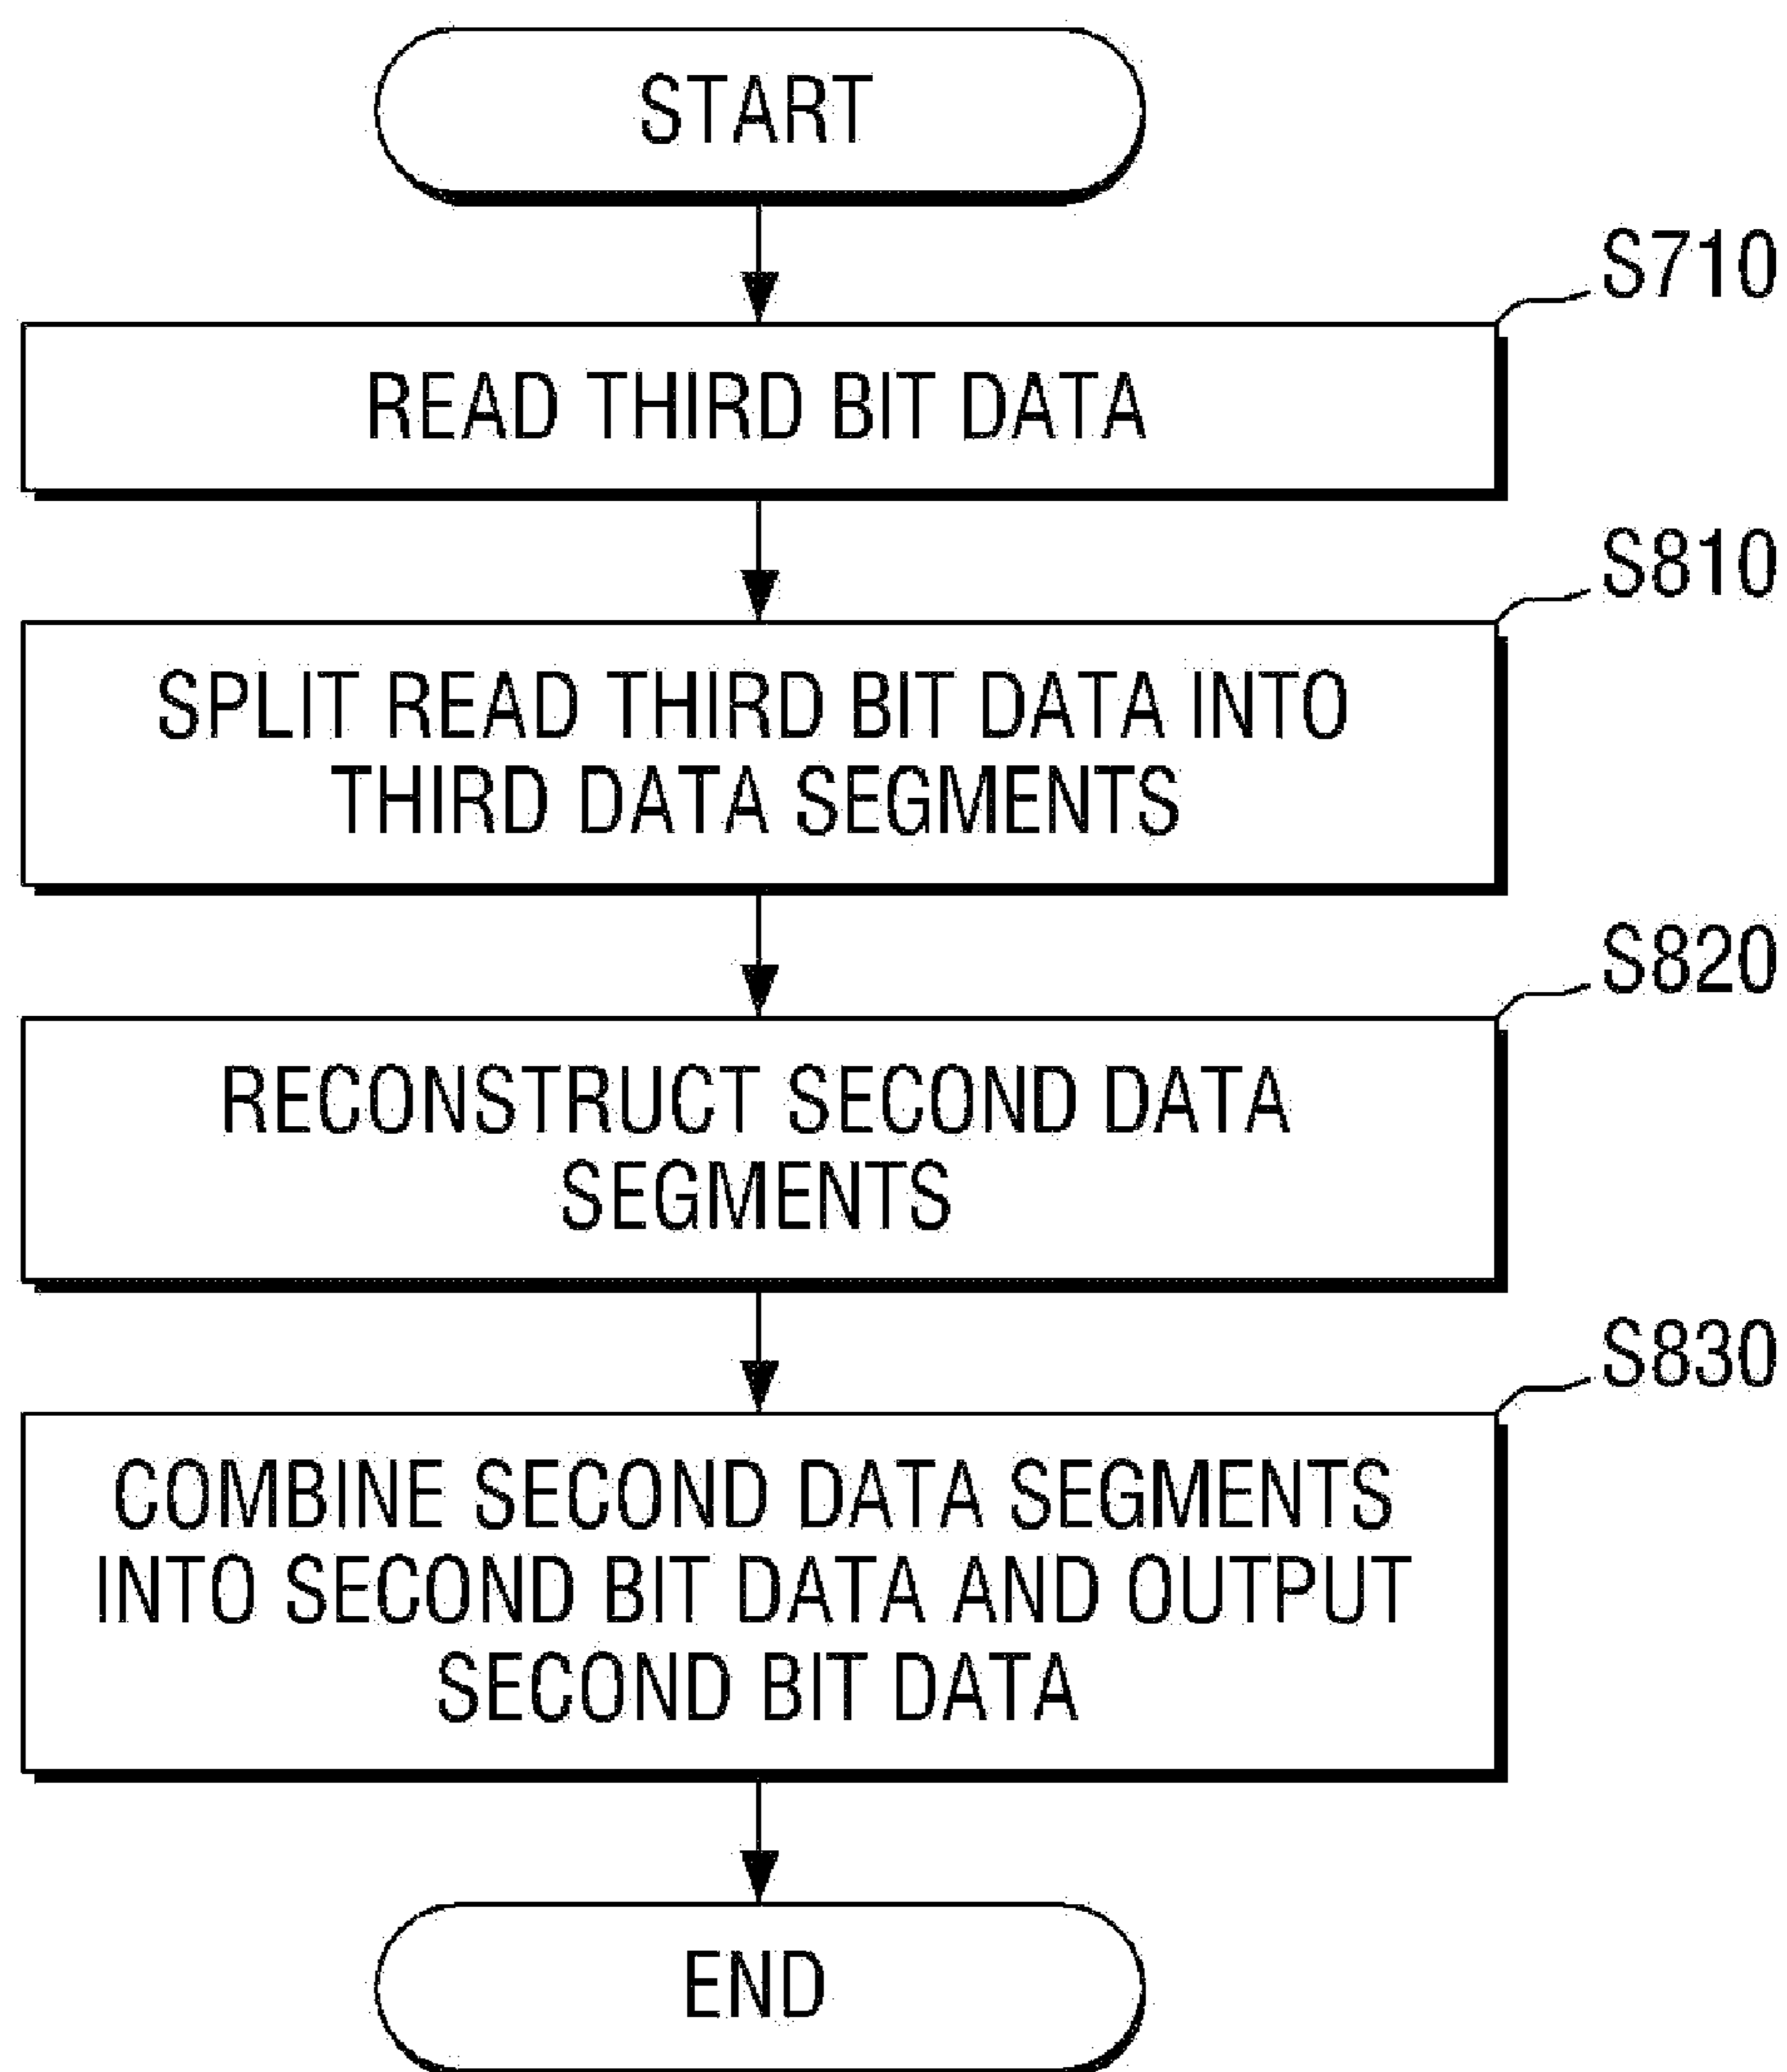 START
S710
READ THIRD BIT DATA
S810
SPLIT READ THIRD BIT DATA INTO
THIRD DATA SEGMENTS
S820
RECONSTRUCT SECOND DATA
SEGMENTS
S830
COMBINE SECOND DATA SEGMENTS
INTO SECOND BIT DATA AND OUTPUT
SECOND BIT DATA
END